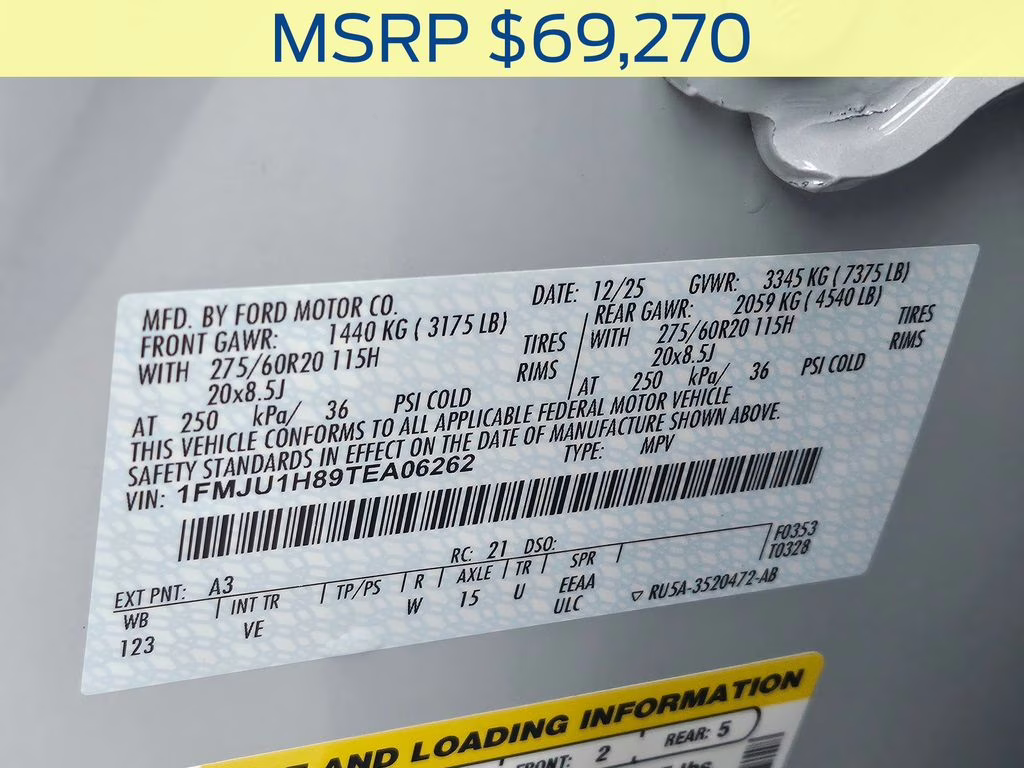 MSRP $69,270
MFD. BY FORD MOTOR CO. DATE: 12/25 GVWR: 3345 KG ( 7375 LB)
FRONT GAWR: 1440 KG ( 3175 LB) REAR GAWR: 2059 KG ( 4540 LB)
WITH 275/60R20 115H TIRES WITH 275/60R20 115H TIRES
20x8.5J RIMS 20x8.5J RIMS
AT 250 kPa/ 36 PSI COLD AT 250 kPa/ 36 PSI COLD
THIS VEHICLE CONFORMS TO ALL APPLICABLE FEDERAL MOTOR VEHICLE
SAFETY STANDARDS IN EFFECT ON THE DATE OF MANUFACTURE SHOWN ABOVE.
VIN: 1FMJU1H89TEA06262 TYPE: MPV
EXT PNT: A3 RC: 21 DSO: F0353
WB INT TR TP/PS R AXLE TR SPR T0328
123 VE W 15 U EEAA
ULC ▽ RU5A-3520472-AB
AND LOADING INFORMATION
FRONT: 2 REAR: 5
lbs